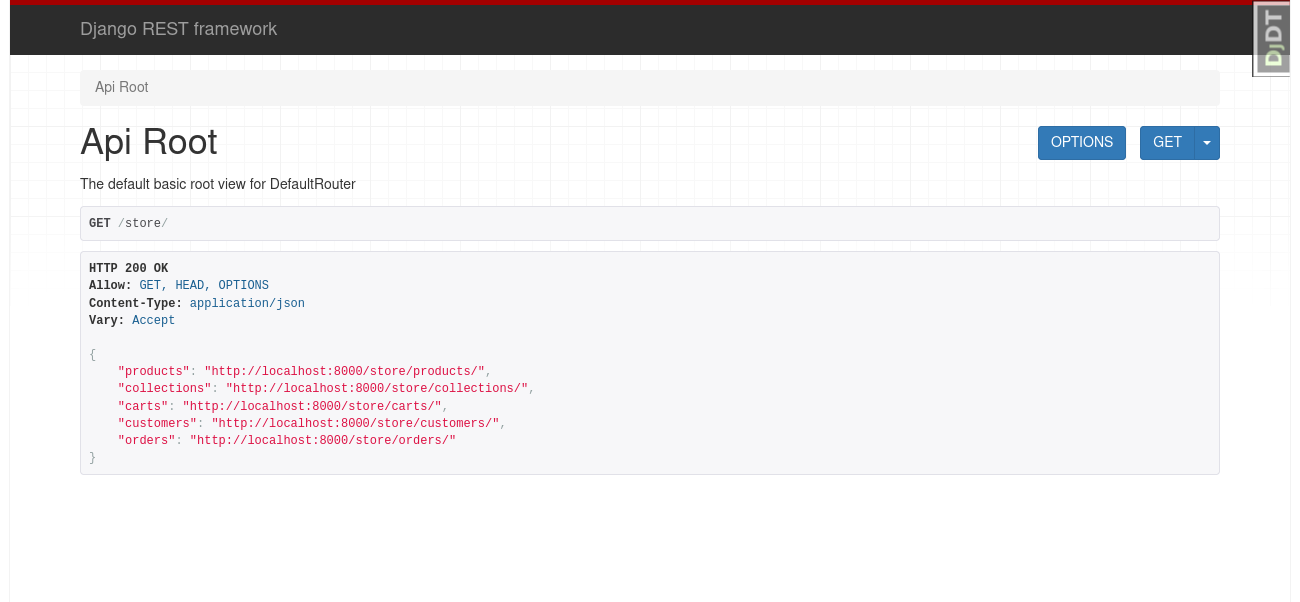 Django REST framework
DjDT
Api Root
Api Root
OPTIONS
GET
The default basic root view for DefaultRouter
GET /store/
HTTP 200 OK
Allow: GET, HEAD, OPTIONS
Content-Type: application/json
Vary: Accept
{
    "products": "http://localhost:8000/store/products/",
    "collections": "http://localhost:8000/store/collections/",
    "carts": "http://localhost:8000/store/carts/",
    "customers": "http://localhost:8000/store/customers/",
    "orders": "http://localhost:8000/store/orders/"
}